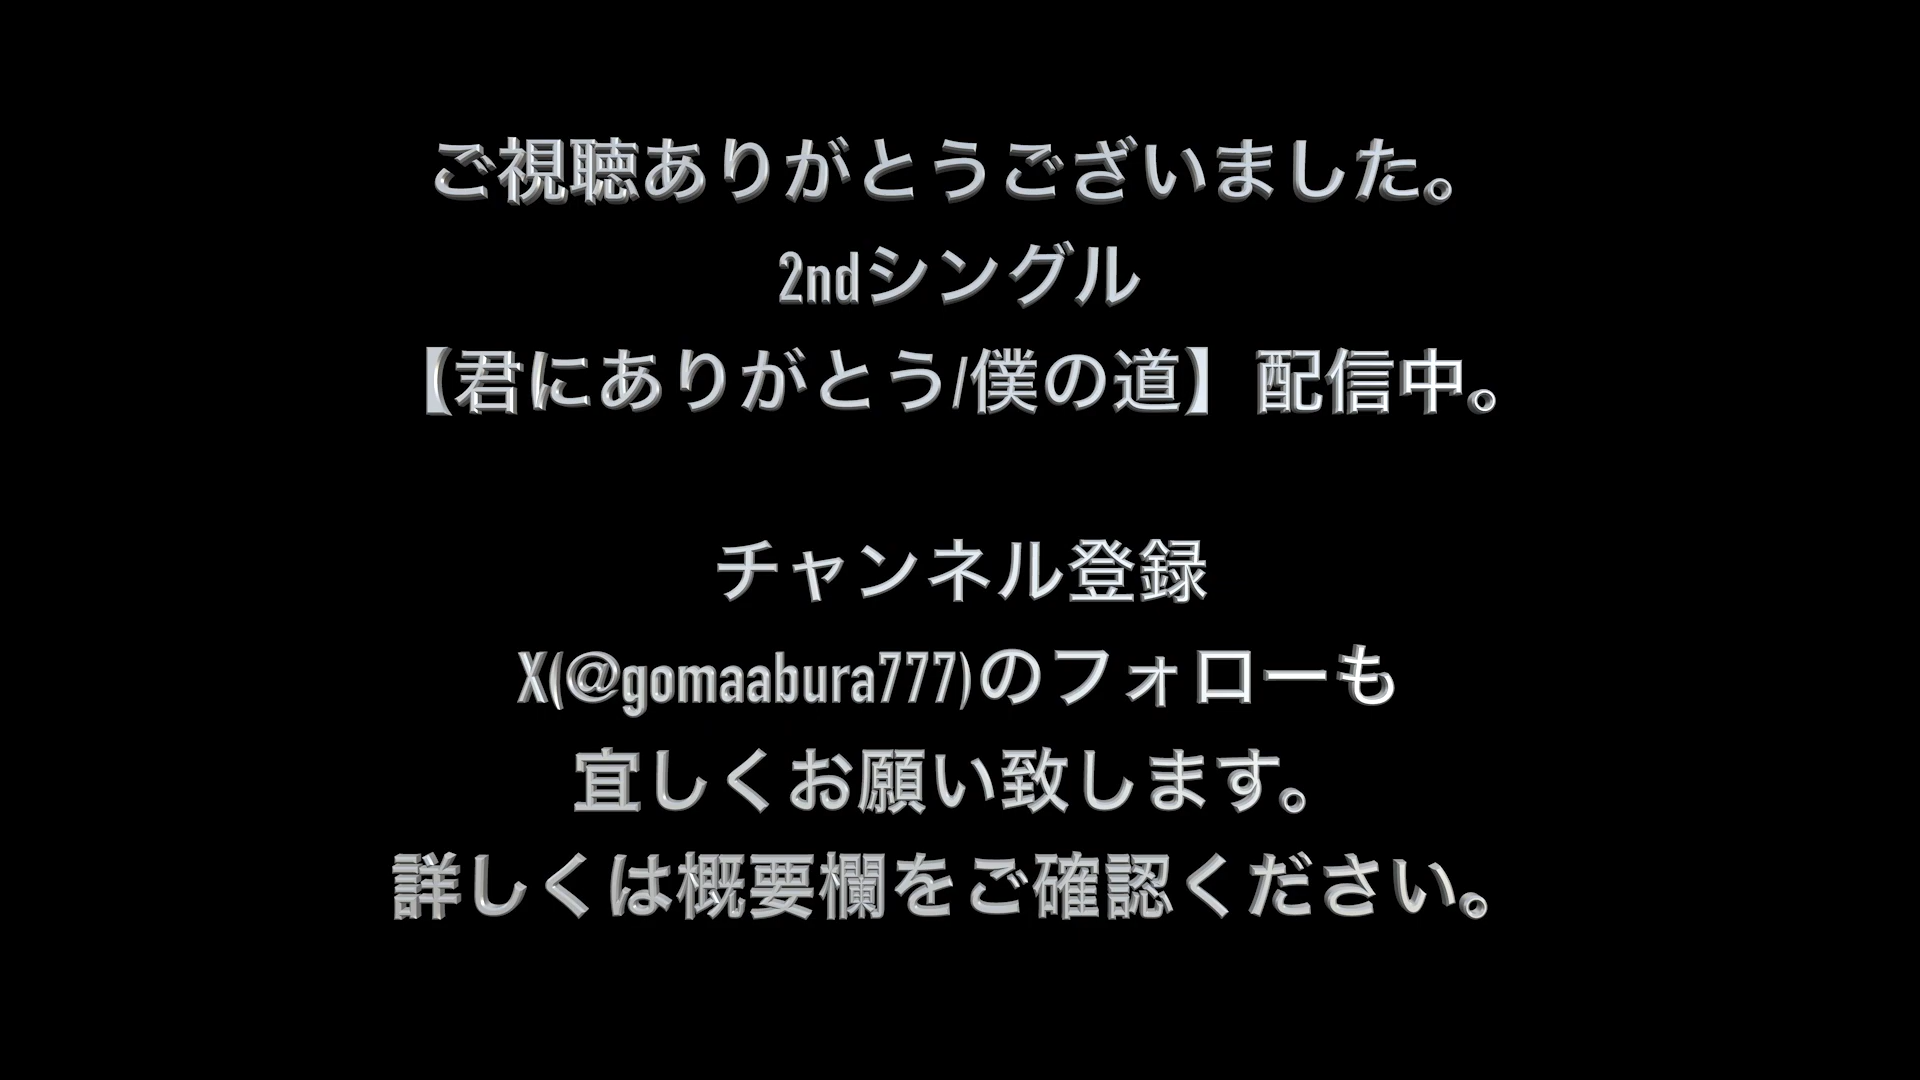 ご視聴ありがとうございました。
2ndシングル
【君にありがとう/僕の道】配信中。
チャンネル登録
X(@gomaabura777)のフォローも
宜しくお願い致します。
詳しくは概要欄をご確認ください。